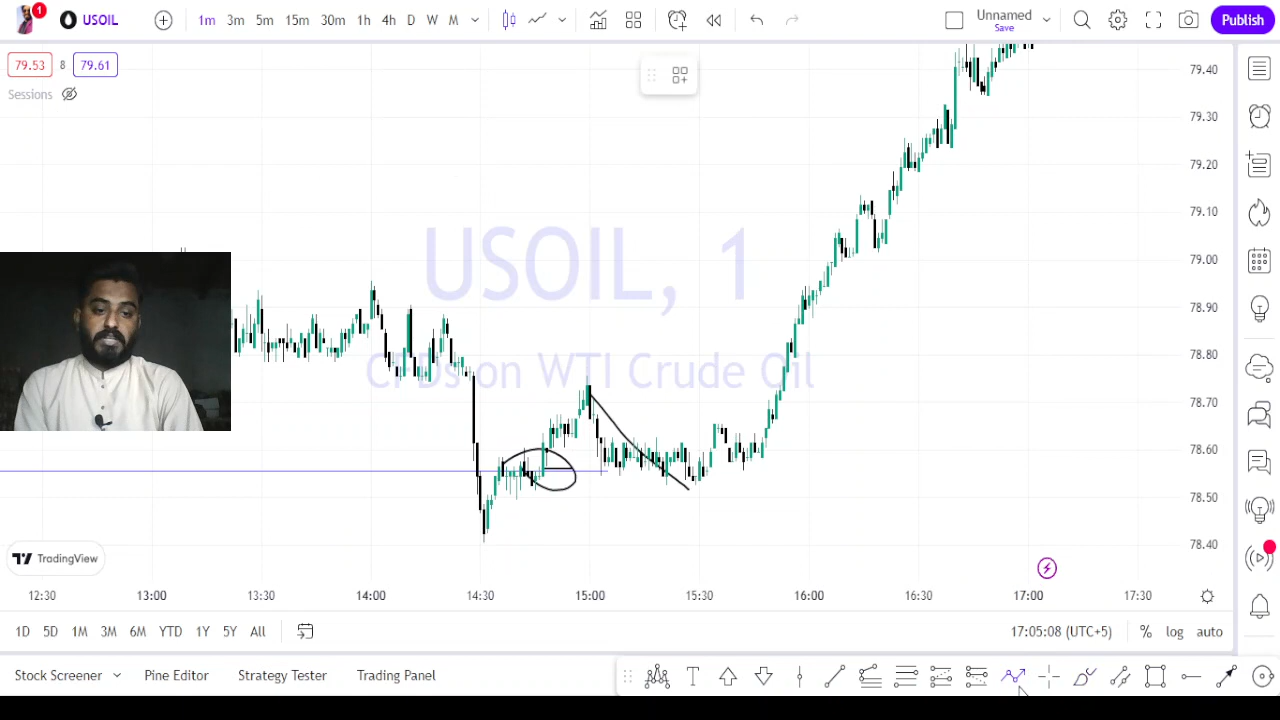 1
USOIL
1m 3m 5m 15m 30m 1h 4h D W M
Unnamed
Save
Publish
79.53 8 79.61
Sessions
USOIL, 1
CFDs on WTI Crude Oil
79.40
79.30
79.20
79.10
79.00
78.90
78.80
78.70
78.60
78.50
78.40
TradingView
12:30 13:00 13:30 14:00 14:30 15:00 15:30 16:00 16:30 17:00 17:30
1D 5D 1M 3M 6M YTD 1Y 5Y All
17:05:08 (UTC+5) % log auto
Stock Screener Pine Editor Strategy Tester Trading Panel